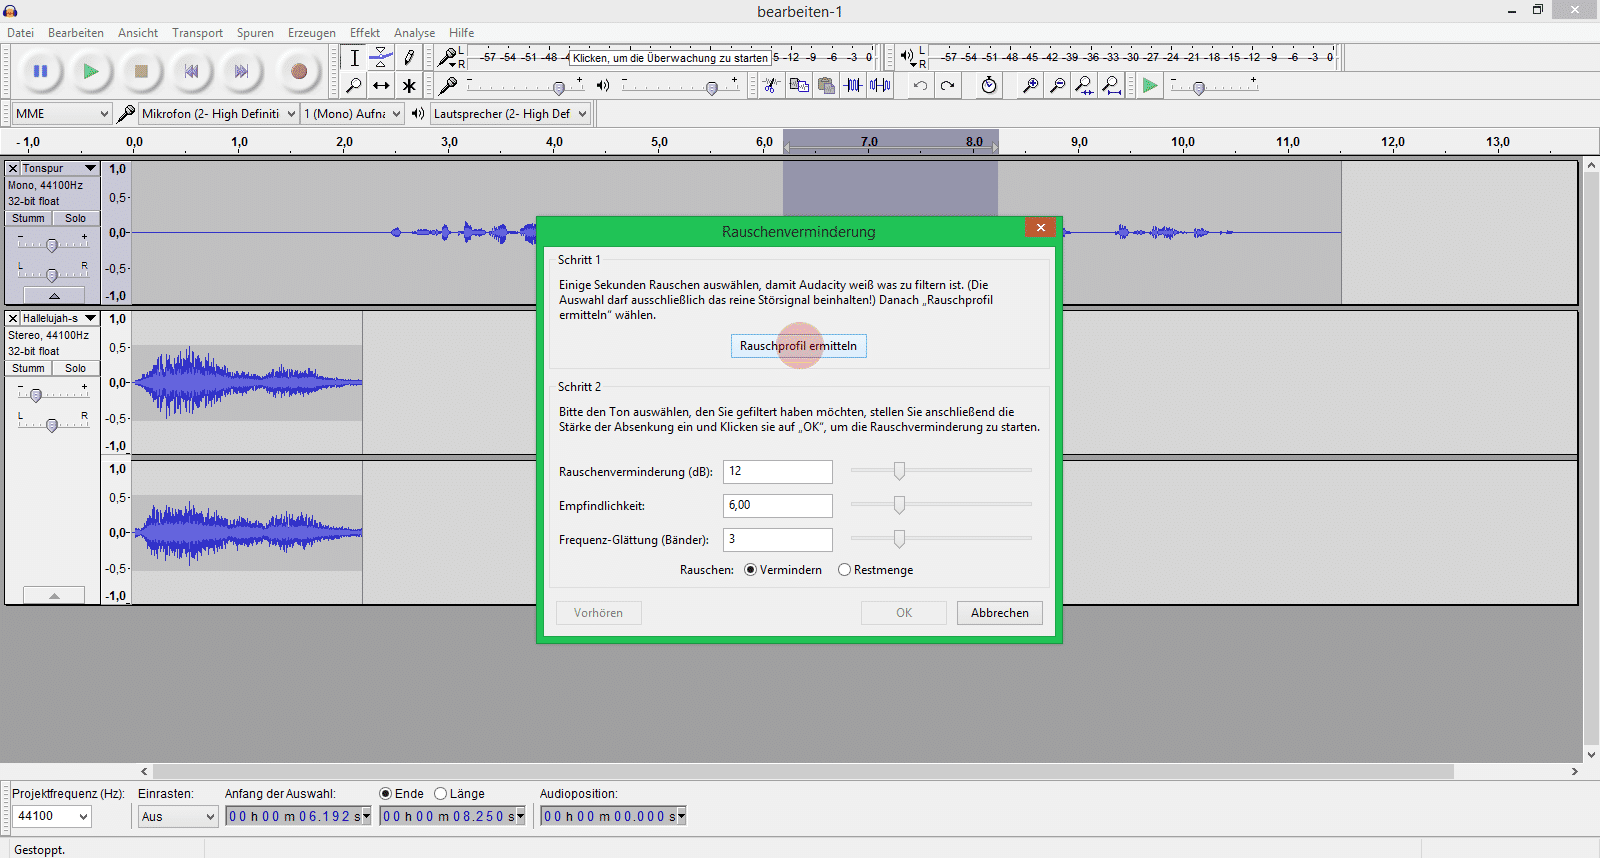 bearbeiten-1
Datei Bearbeiten Ansicht Transport Spuren Erzeugen Effekt Analyse Hilfe
L
R
-57 -54 -51 -48 -4 Klicken, um die Überwachung zu starten 5 -12 -9 -6 -3 0
L
R
-57 -54 -51 -48 -45 -42 -39 -36 -33 -30 -27 -24 -21 -18 -15 -12 -9 -6 -3 0
- + - + - +
MME Mikrofon (2- High Definiti 1 (Mono) Aufna Lautsprecher (2- High Def
- 1,0 0,0 1,0 2,0 3,0 4,0 5,0 6,0 7.0 8.0 9,0 10,0 11,0 12,0 13,0
Tonspur
Mono, 44100Hz
32-bit float
Stumm Solo
- +
L R
1,0
0,5-
0,0-
-0,5-
-1,0
Hallelujah-s
Stereo, 44100Hz
32-bit float
Stumm Solo
- +
L R
1,0
0,5-
0,0-
-0,5-
-1,0
1,0
0,5-
0,0-
-0,5-
-1,0
Rauschenverminderung
Schritt 1
Einige Sekunden Rauschen auswählen, damit Audacity weiß was zu filtern ist. (Die
Auswahl darf ausschließlich das reine Störsignal beinhalten!) Danach „Rauschprofil
ermitteln“ wählen.
Rauschprofil ermitteln
Schritt 2
Bitte den Ton auswählen, den Sie gefiltert haben möchten, stellen Sie anschließend die
Stärke der Absenkung ein und Klicken sie auf „OK“, um die Rauschverminderung zu starten.
Rauschenverminderung (dB): 12
Empfindlichkeit: 6,00
Frequenz-Glättung (Bänder): 3
Rauschen: Vermindern Restmenge
Vorhören OK Abbrechen
Projektfrequenz (Hz): Einrasten: Anfang der Auswahl: Ende Länge Audioposition:
44100 Aus 00 h 00 m 06.192 s 00 h 00 m 08.250 s 00 h 00 m 00.000 s
Gestoppt.